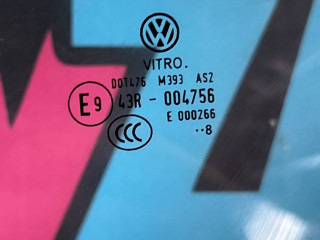 VITRO.
DOT476 M393 AS2
E9 43R - 004756
E 000266
CCC
··8